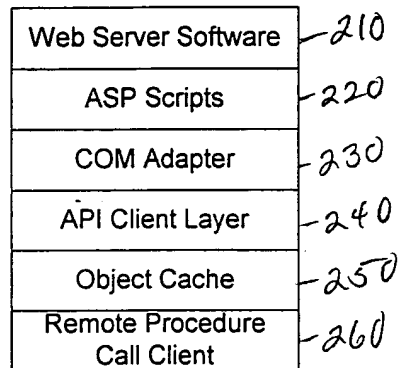 Web Server Software 210
ASP Scripts 220
COM Adapter 230
API Client Layer 240
Object Cache 250
Remote Procedure
Call Client 260